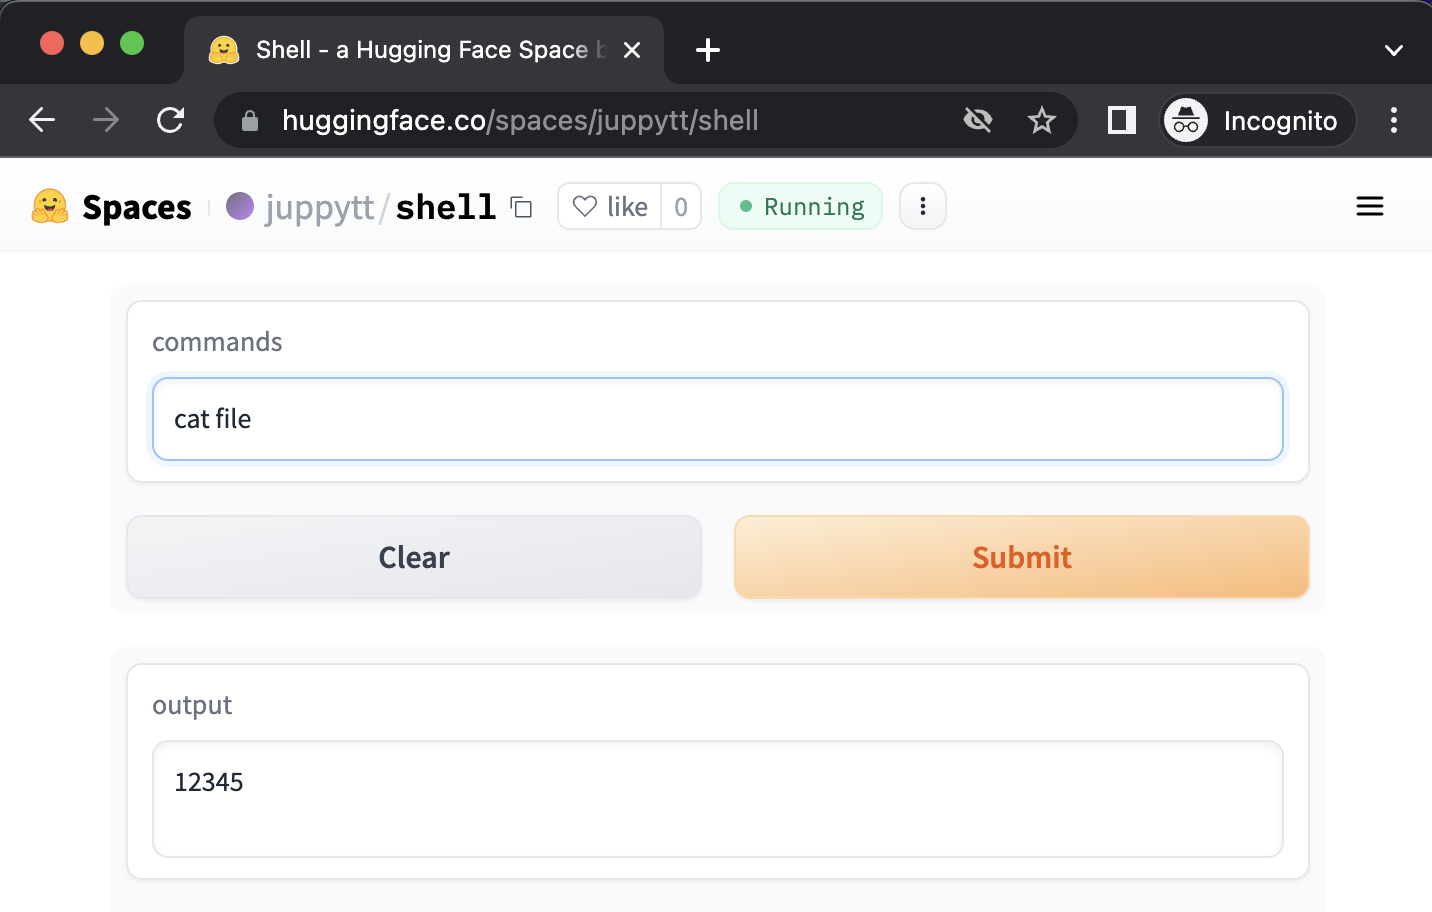 Shell - a Hugging Face Space b
huggingface.co/spaces/juppytt/shell
Incognito
Spaces
juppytt/shell
like
0
Running
commands
cat file
Clear
Submit
output
12345